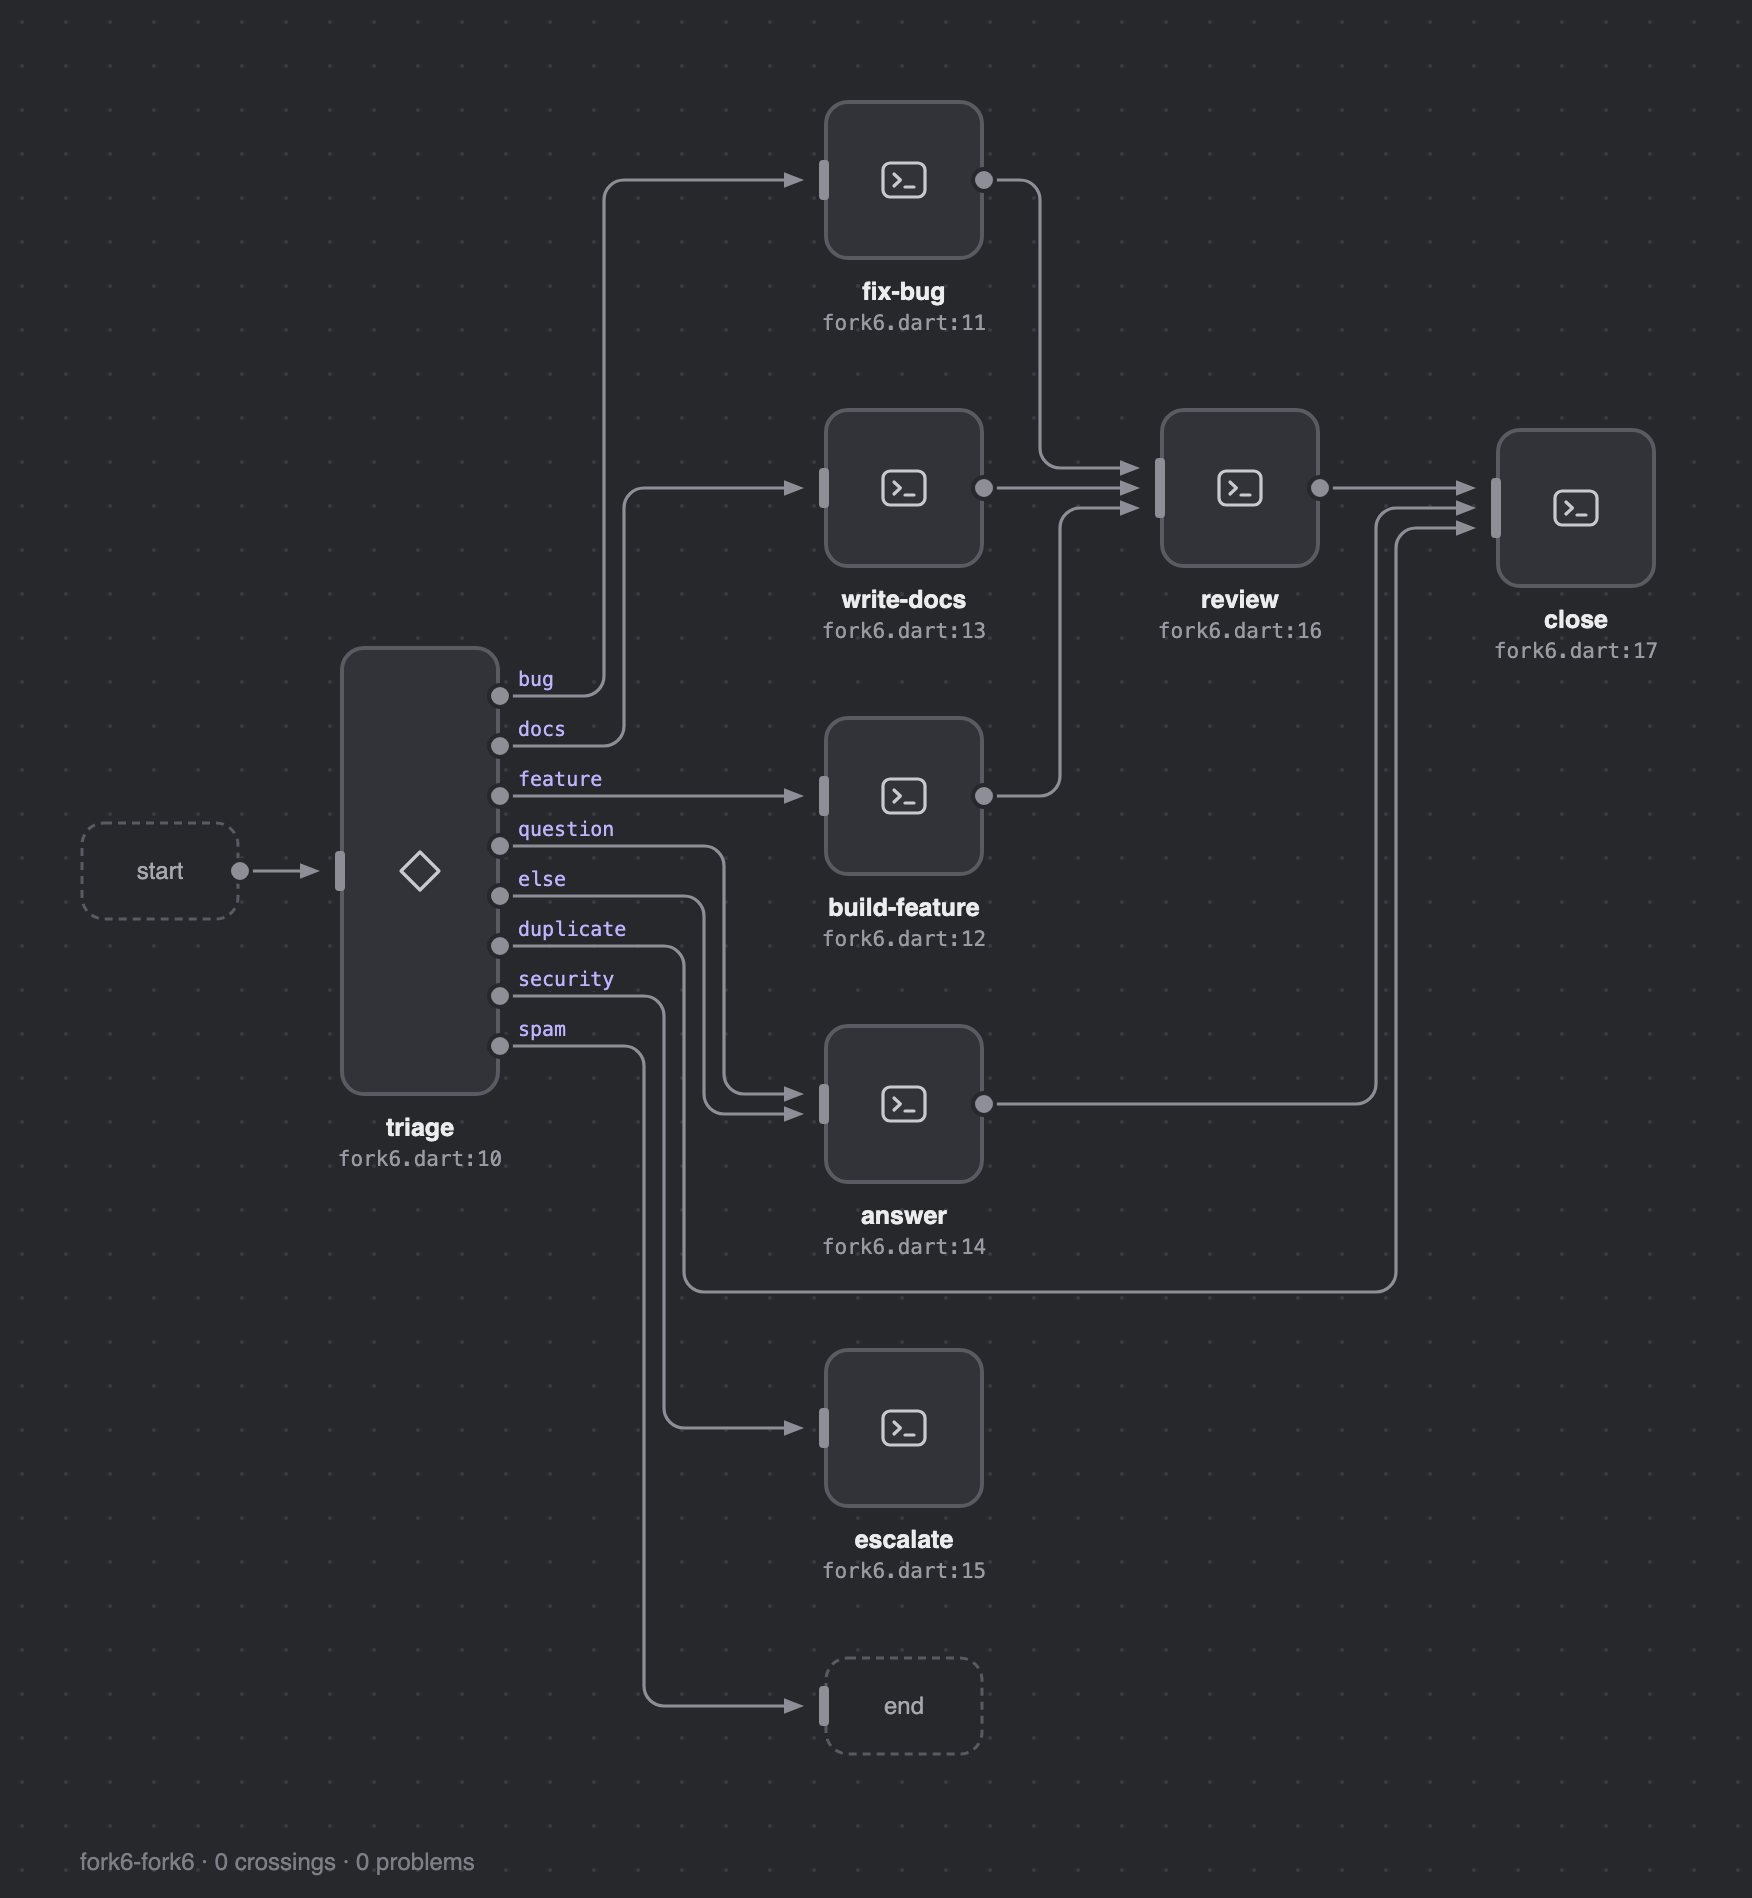 fix-bug
fork6.dart:11
write-docs
fork6.dart:13
review
fork6.dart:16
close
fork6.dart:17
bug
docs
feature
question
else
duplicate
security
spam
start
triage
fork6.dart:10
build-feature
fork6.dart:12
answer
fork6.dart:14
escalate
fork6.dart:15
end
fork6-fork6 · 0 crossings · 0 problems